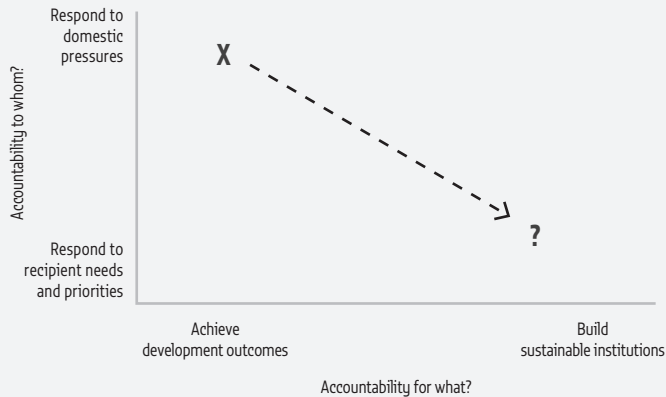 Respond to
domestic
pressures
X
Accountability to whom?
?
Respond to
recipient needs
and priorities
Achieve
development outcomes
Build
sustainable institutions
Accountability for what?